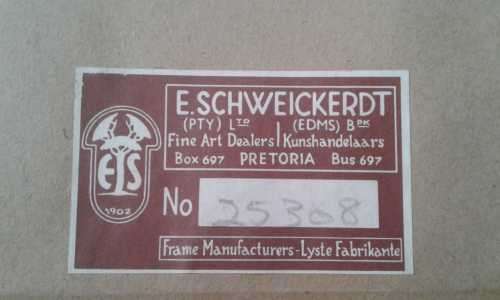 E. SCHWEICKERDT
(PTY) LTD (EDMS) BPK
Fine Art Dealers | Kunshandelaars
Box 697 PRETORIA Bus 697
ES
1902
No 25308
Frame Manufacturers - Lyste Fabrikante